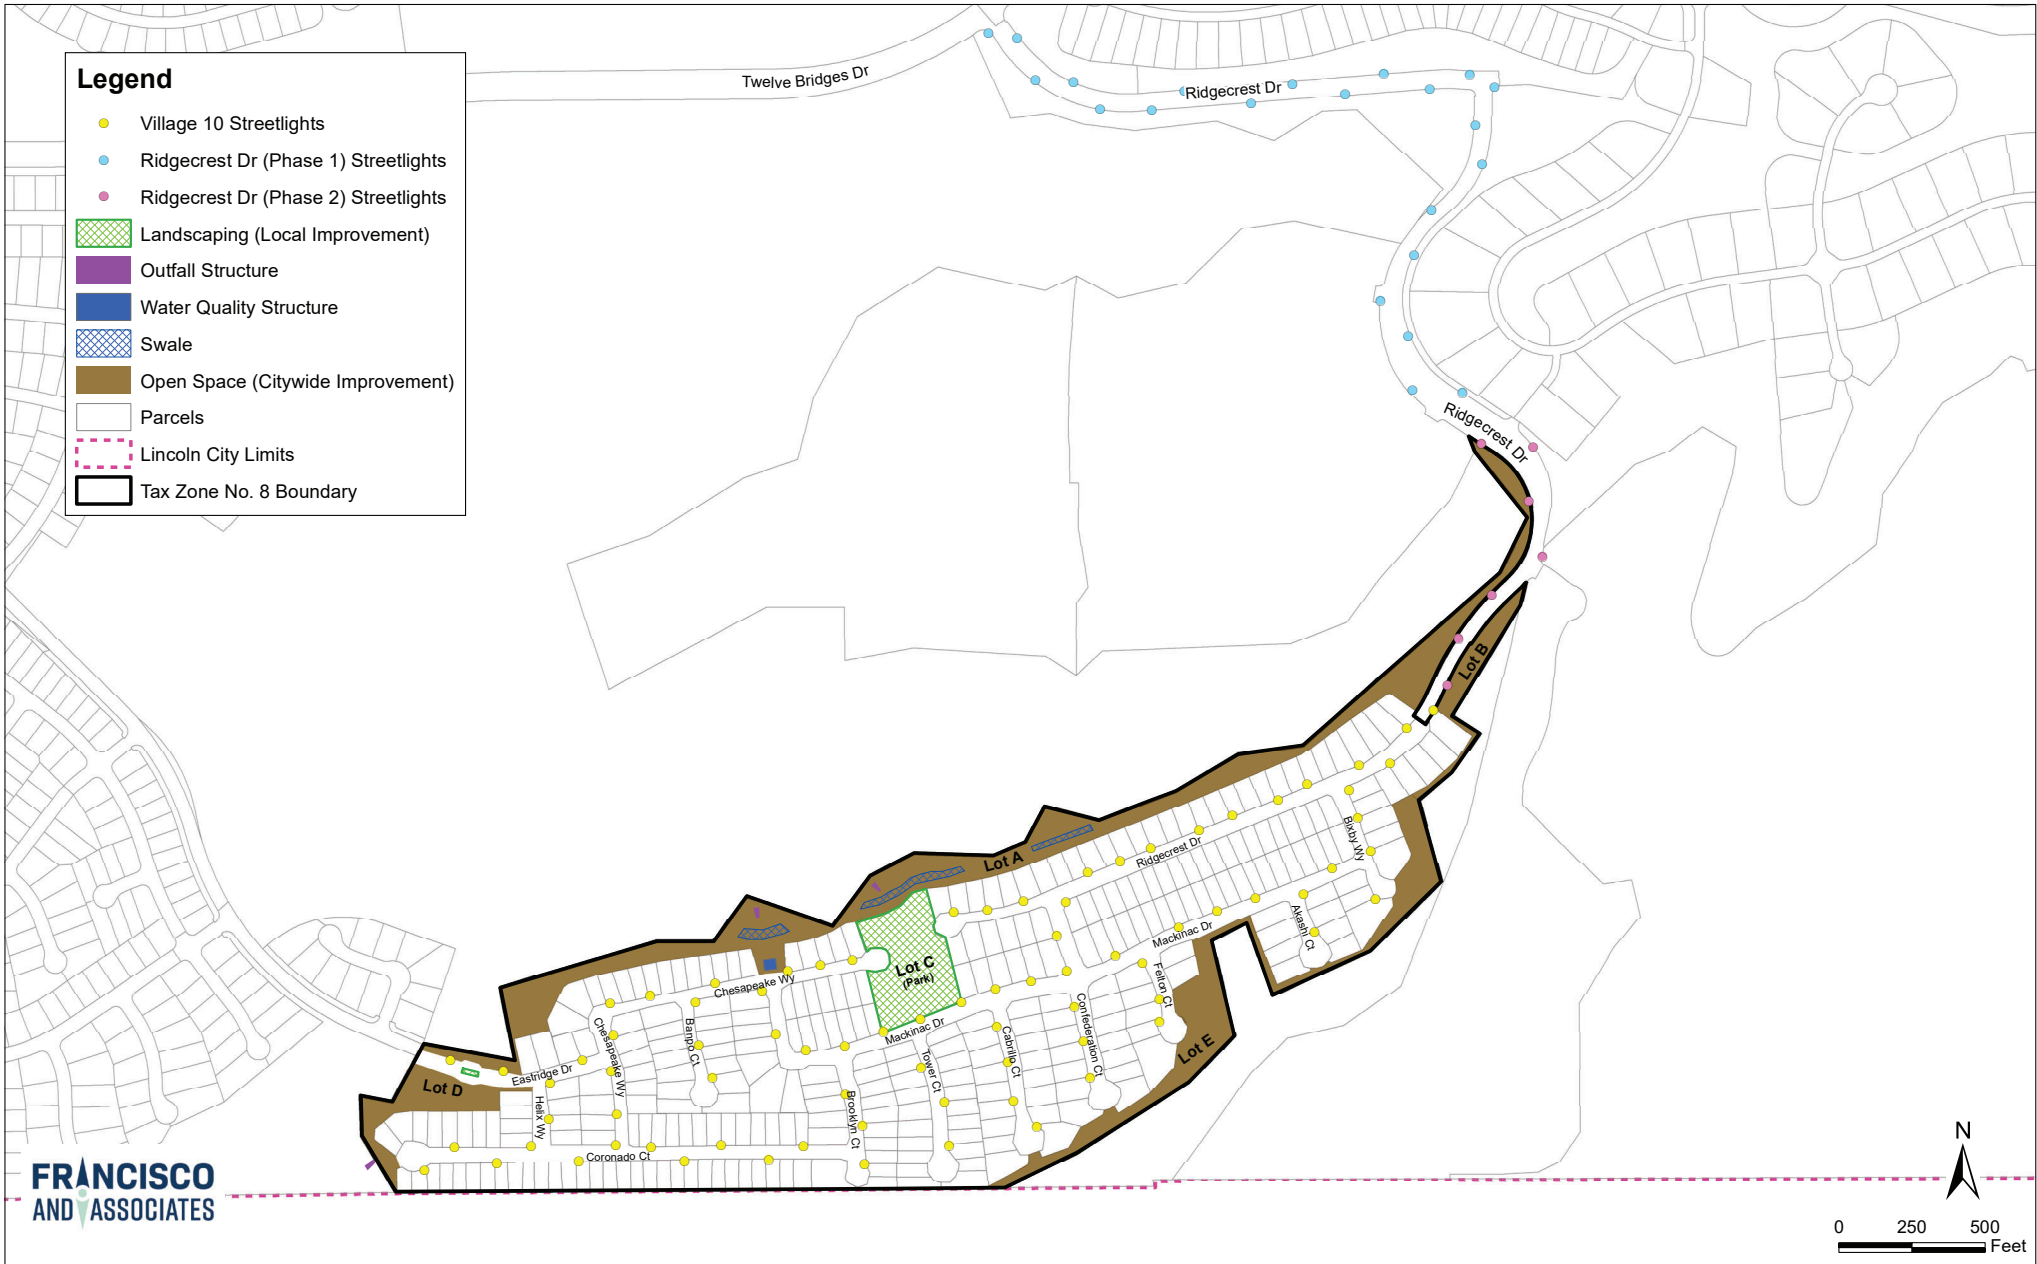 Legend
Village 10 Streetlights
Ridgecrest Dr (Phase 1) Streetlights
Ridgecrest Dr (Phase 2) Streetlights
Landscaping (Local Improvement)
Outfall Structure
Water Quality Structure
Swale
Open Space (Citywide Improvement)
Parcels
Lincoln City Limits
Tax Zone No. 8 Boundary
Twelve Bridges Dr
Ridgecrest Dr
Ridgecrest Dr
Lot B
Bixby Wy
Ridgecrest Dr
Lot A
Akashi Ct
Mackinac Dr
Lot C
(Park)
Felton Ct
Chesapeake Wy
Confederation Ct
Mackinac Dr
Banpo Ct
Chesapeake Wy
Cabrillo Ct
Tower Ct
Lot E
Eastridge Dr
Lot D
Helix Wy
Brooklyn Ct
Coronado Ct
FRANCISCO
AND ASSOCIATES
N
0 250 500
Feet